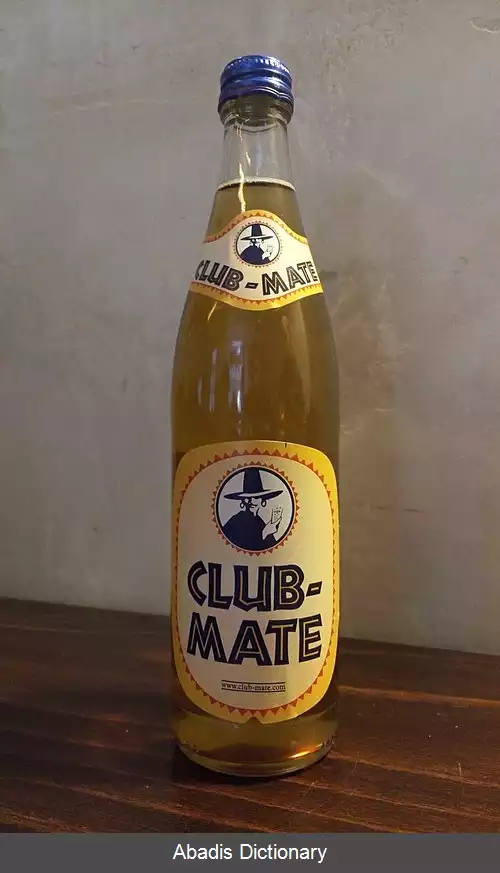 CLUB-MATE
CLUB-
MATE
www.club-mate.com
Abadis Dictionary